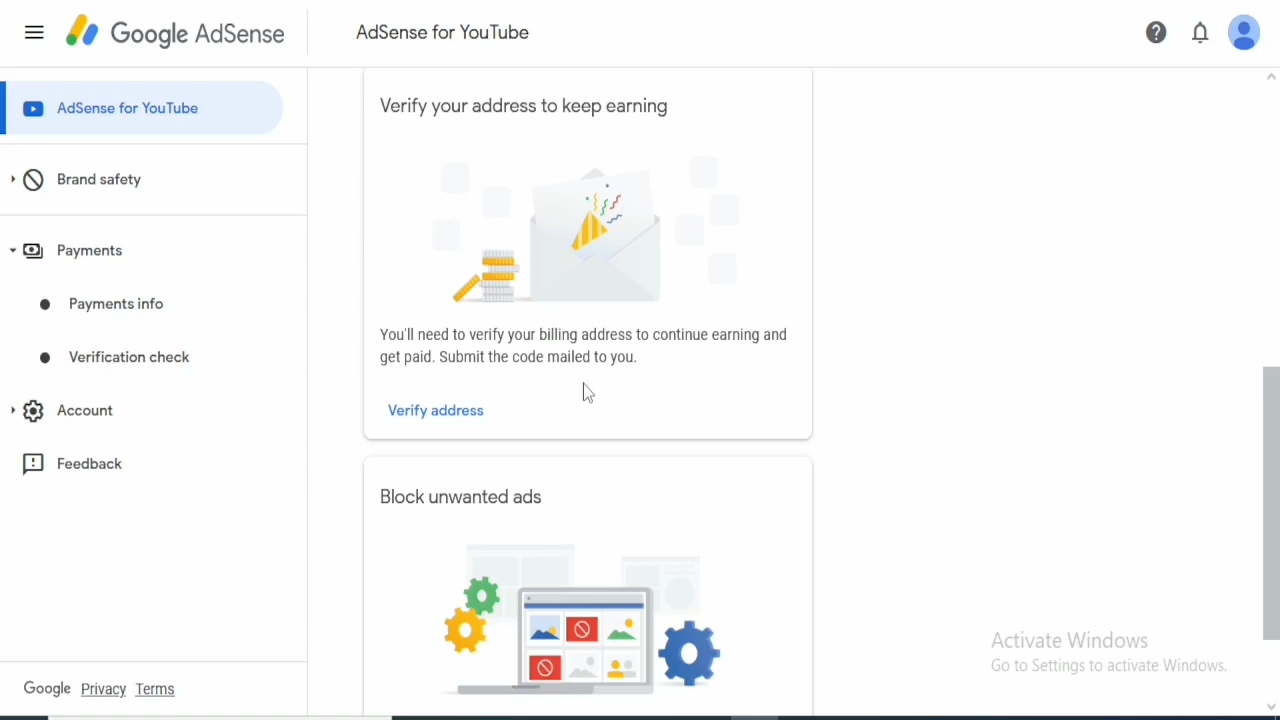 Google AdSense
AdSense for YouTube
AdSense for YouTube
Brand safety
Payments
Payments info
Verification check
Account
Feedback
Google Privacy Terms
Verify your address to keep earning
You'll need to verify your billing address to continue earning and
get paid. Submit the code mailed to you.
Verify address
Block unwanted ads
Activate Windows
Go to Settings to activate Windows.